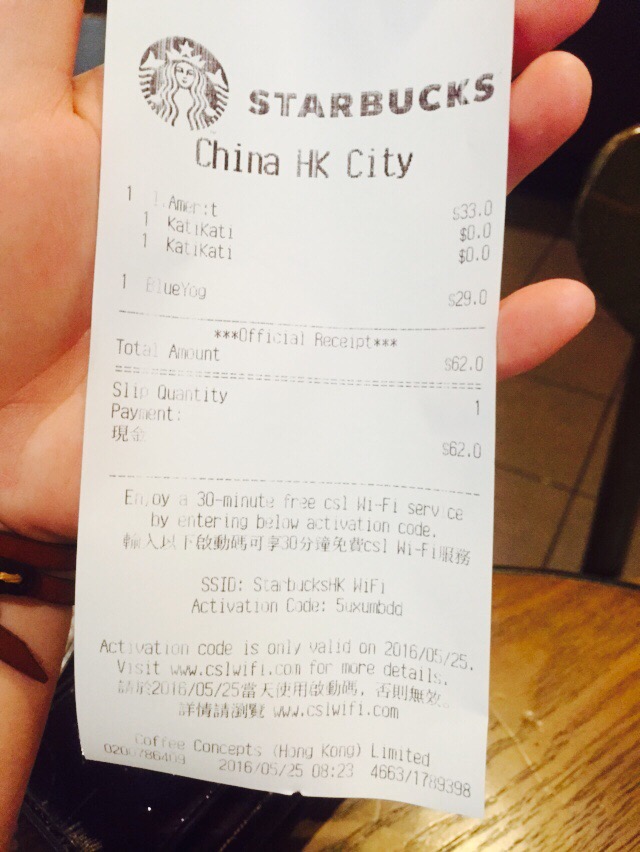 STARBUCKS
China HK City
1 Amer:t $33.0
1 KatiKati $0.0
1 KatiKati $0.0
1 BlueYog $29.0
***Official Receipt***
Total Amount $62.0
Slip Quantity 1
Payment:
現金 $62.0
Enjoy a 30-minute free csl Wi-Fi service
by entering below activation code.
輸入以下啟動碼可享30分鐘免費csl Wi-Fi服務
SSID: StarbucksHK WiFi
Activation Code: 5uxumbdd
Activation code is only valid on 2016/05/25.
Visit www.cslwifi.com for more details.
請於2016/05/25當天使用啟動碼，否則無效。
詳情請瀏覽 www.cslwifi.com
Coffee Concepts (Hong Kong) Limited
2016/05/25 08:23 4663/1789398